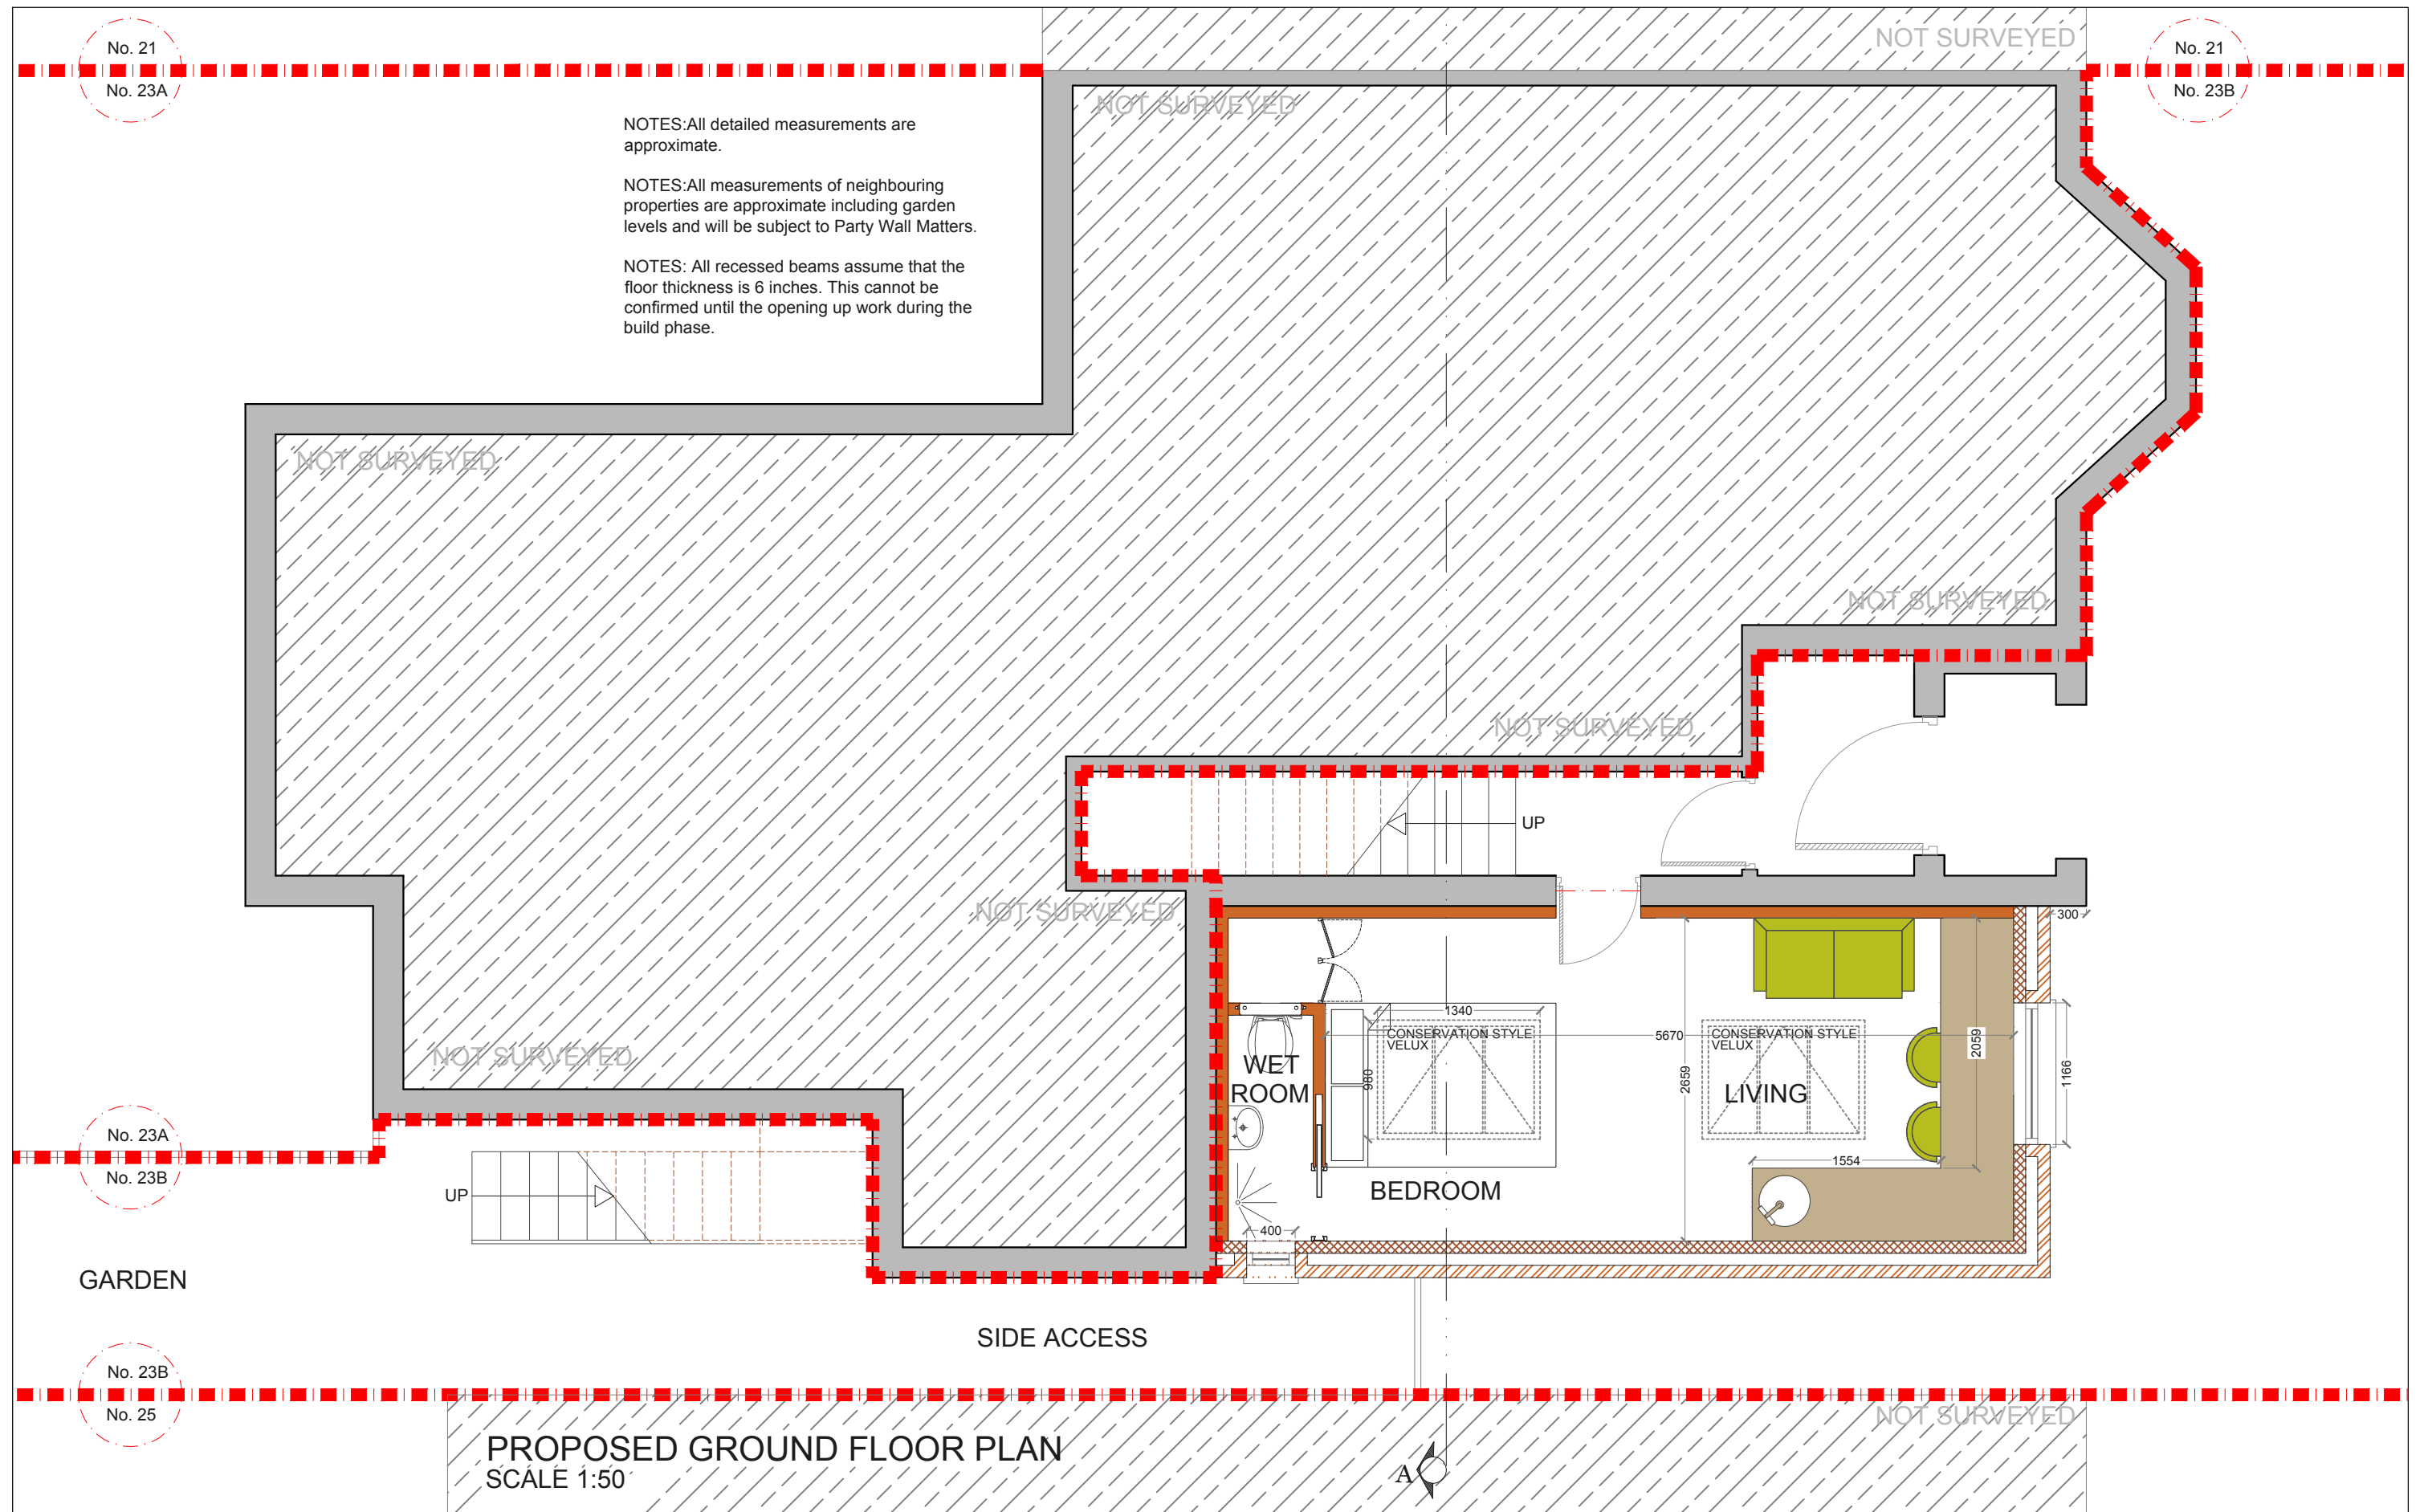 NOT SURVEYED
No. 21
No. 23A
No. 21
No. 23B
NOT SURVEYED
NOTES:All detailed measurements are
approximate.
NOTES:All measurements of neighbouring
properties are approximate including garden
levels and will be subject to Party Wall Matters.
NOTES: All recessed beams assume that the
floor thickness is 6 inches. This cannot be
confirmed until the opening up work during the
build phase.
NOT SURVEYED
NOT SURVEYED
NOT SURVEYED
UP
NOT SURVEYED
300
1340
CONSERVATION STYLE
VELUX
5670
CONSERVATION STYLE
VELUX
2059
1166
NOT SURVEYED
WET
ROOM
980
2659
LIVING
No. 23A
No. 23B
1554
UP
BEDROOM
400
GARDEN
SIDE ACCESS
No. 23B
No. 25
NOT SURVEYED
PROPOSED GROUND FLOOR PLAN
SCALE 1:50
A